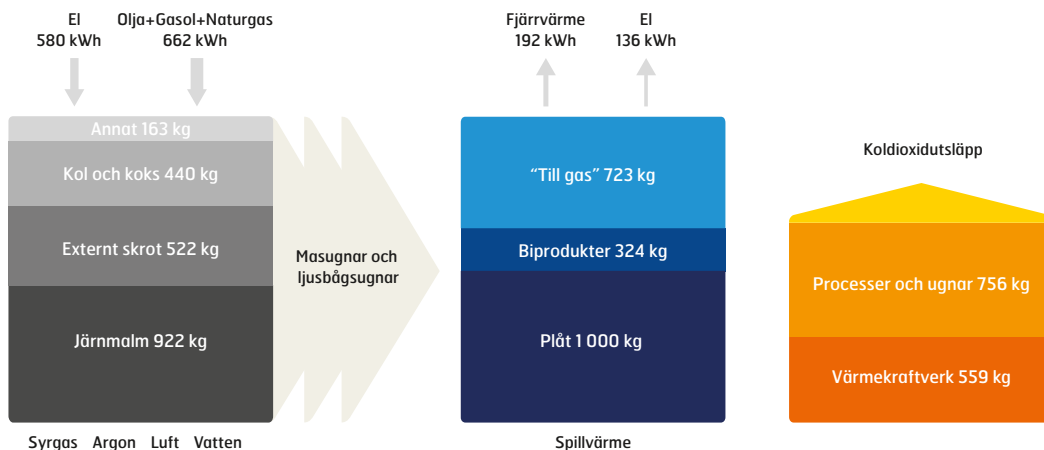 El
580 kWh
Olja+Gasol+Naturgas
662 kWh
Annat 163 kg
Kol och koks 440 kg
Externt skrot 522 kg
Järnmalm 922 kg
Syrgas Argon Luft Vatten
Masugnar och
ljusbågsugnar
Fjärrvärme
192 kWh
El
136 kWh
“Till gas” 723 kg
Biprodukter 324 kg
Plåt 1 000 kg
Spillvärme
Koldioxidutsläpp
Processer och ugnar 756 kg
Värmekraftverk 559 kg